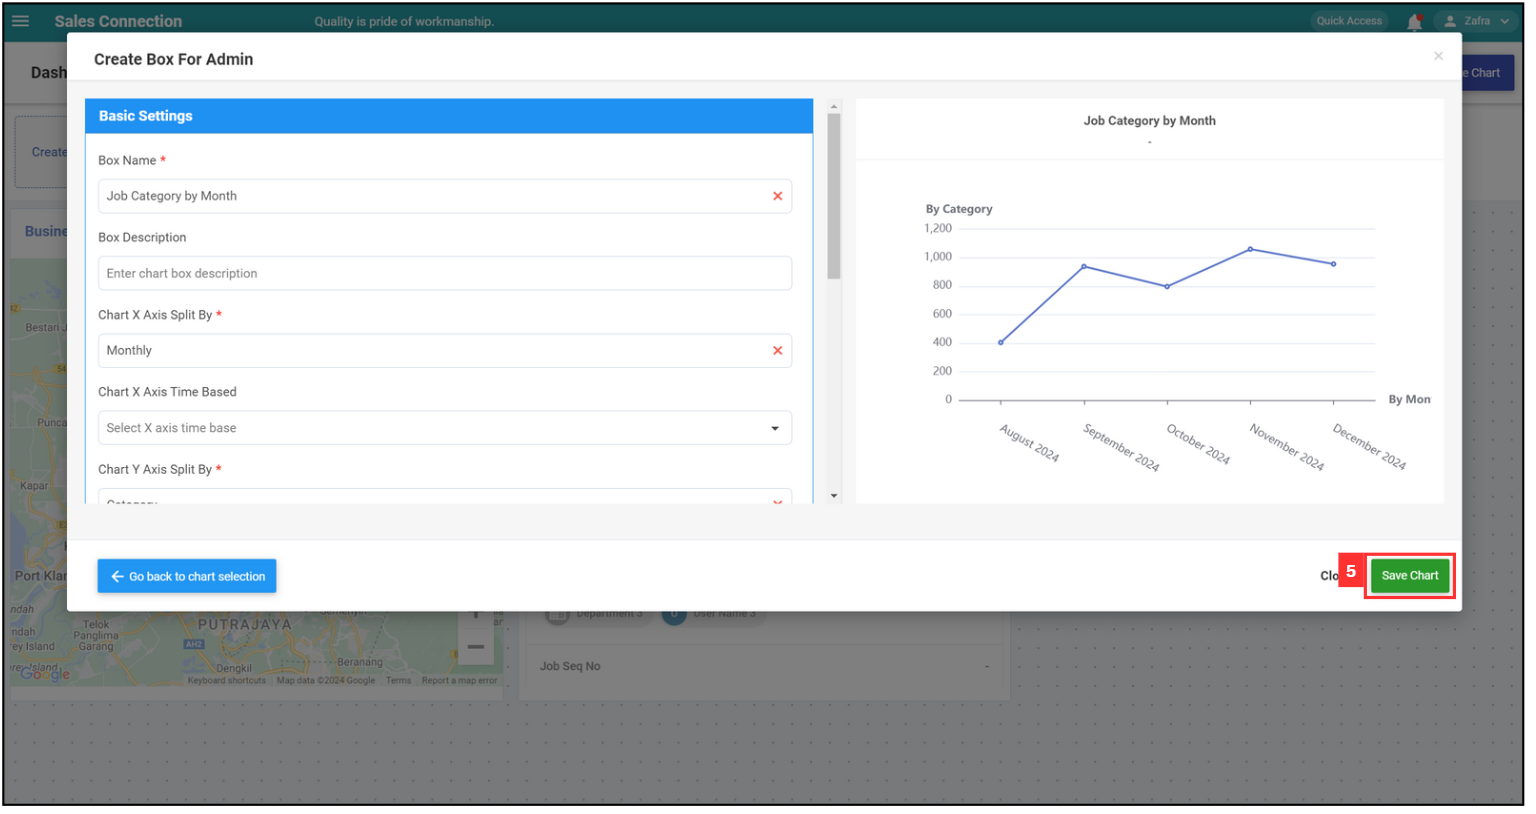 Sales Connection
Quality is pride of workmanship.
Quick Access
Zafra
Dash
e Chart
Create Box For Admin
×
Create
Busine
Basic Settings
Box Name *
Job Category by Month
Box Description
Enter chart box description
Chart X Axis Split By *
Monthly
Chart X Axis Time Based
Select X axis time base
Chart Y Axis Split By *
Category
Job Category by Month
-
By Category
1,200
1,000
800
600
400
200
0
By Mon
August 2024
September 2024
October 2024
November 2024
December 2024
Go back to chart selection
Clo
5
Save Chart
Bestari J
54
Punca
Kapar
Port Klan
ndah
Telok
Panglima
Garang
ndah
ey Island
PUTRAJAYA
AH2
Dengkil
Beranang
Google
Keyboard shortcuts
Map data ©2024 Google
Terms
Report a map error
Department 3
User Name 3
Job Seq No
-